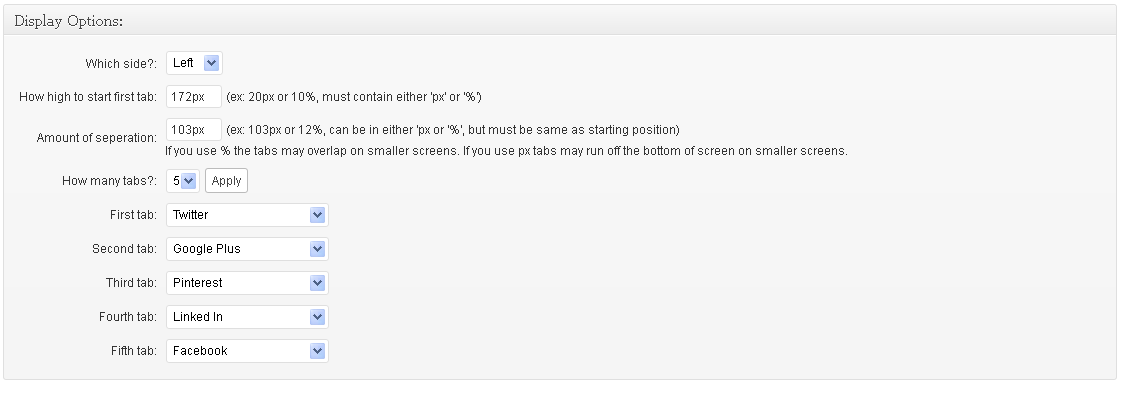 Display Options:
Which side?: Left
How high to start first tab: 172px (ex: 20px or 10%, must contain either 'px' or '%')
Amount of seperation: 103px (ex: 103px or 12%, can be in either 'px or '%', but must be same as starting position)
If you use % the tabs may overlap on smaller screens. If you use px tabs may run off the bottom of screen on smaller screens.
How many tabs?: 5 Apply
First tab: Twitter
Second tab: Google Plus
Third tab: Pinterest
Fourth tab: Linked In
Fifth tab: Facebook